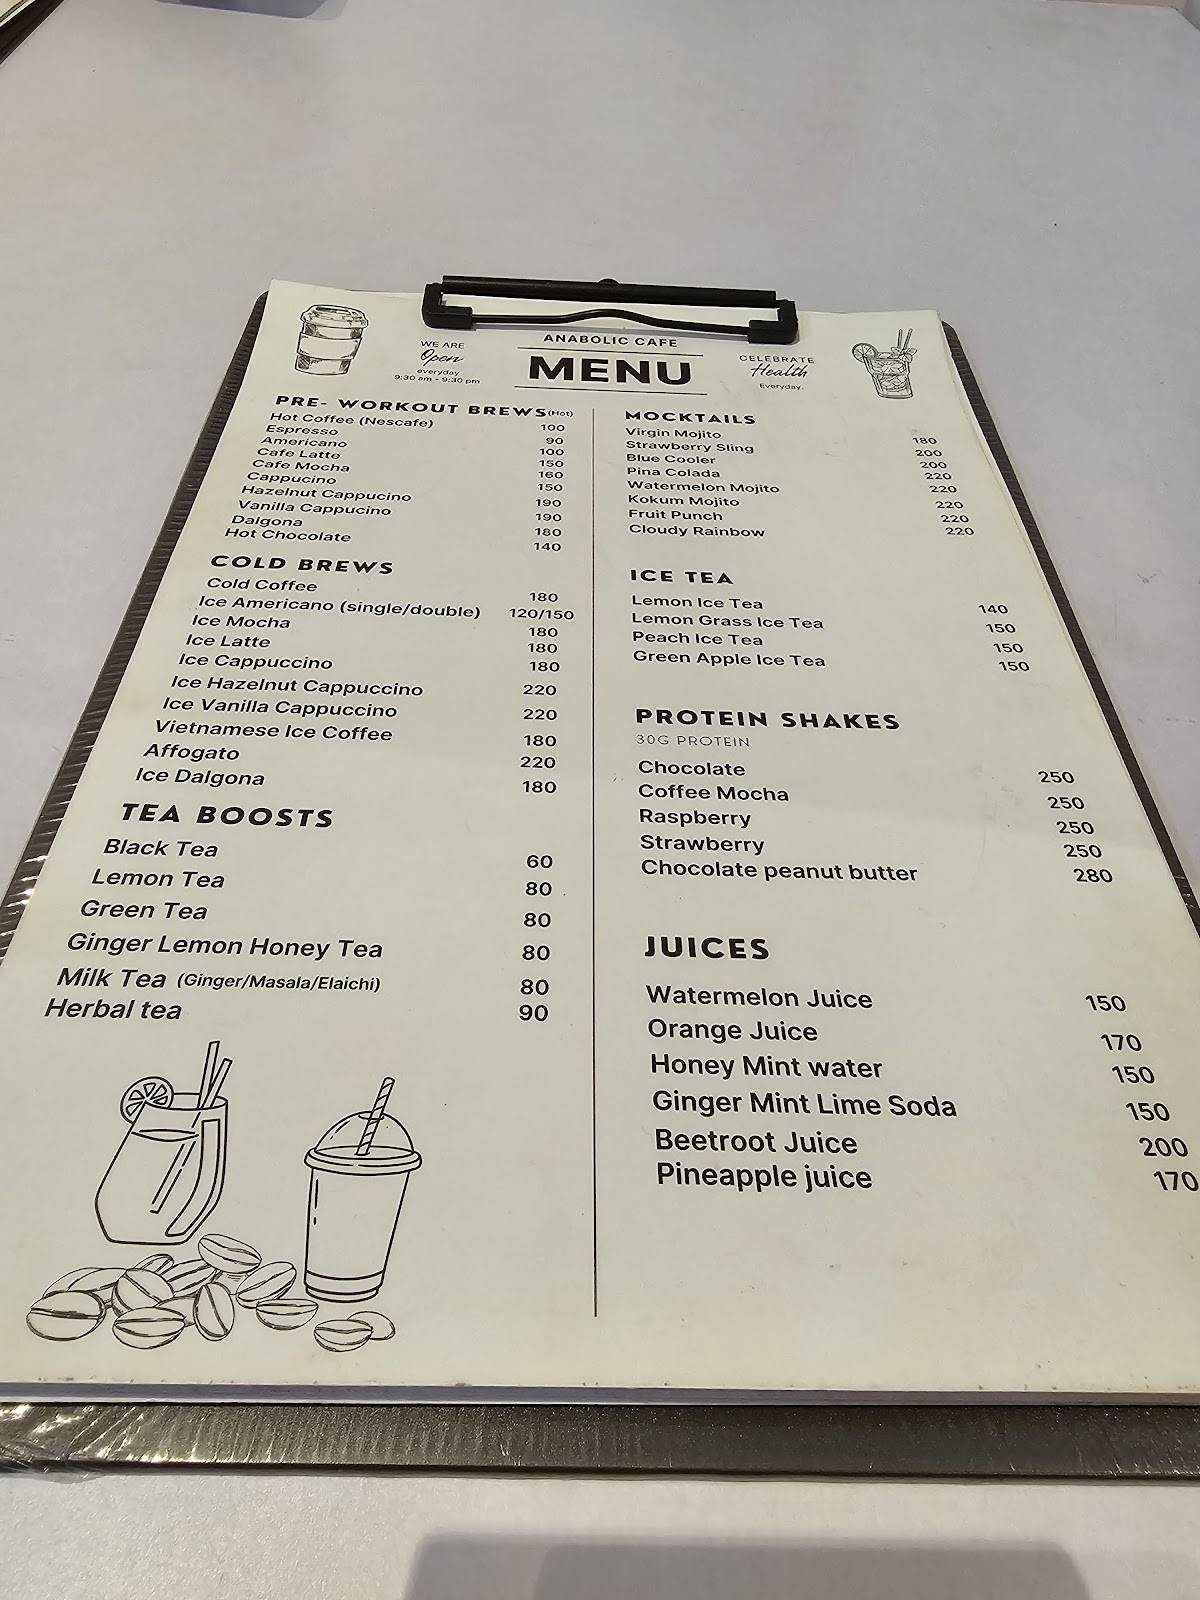 ANABOLIC CAFE
MENU
WE ARE
Open
everyday
9:30 am - 9:30 pm
CELEBRATE
Health
Everyday.
PRE- WORKOUT BREWS(Hot)
Hot Coffee (Nescafe) 100
Espresso 90
Americano 100
Cafe Latte 150
Cafe Mocha 160
Cappucino 150
Hazelnut Cappucino 190
Vanilla Cappucino 190
Dalgona 180
Hot Chocolate 140
COLD BREWS
Cold Coffee 180
Ice Americano (single/double) 120/150
Ice Mocha 180
Ice Latte 180
Ice Cappuccino 180
Ice Hazelnut Cappuccino 220
Ice Vanilla Cappuccino 220
Vietnamese Ice Coffee 180
Affogato 220
Ice Dalgona 180
TEA BOOSTS
Black Tea 60
Lemon Tea 80
Green Tea 80
Ginger Lemon Honey Tea 80
Milk Tea (Ginger/Masala/Elaichi) 80
Herbal tea 90
MOCKTAILS
Virgin Mojito 180
Strawberry Sling 200
Blue Cooler 200
Pina Colada 220
Watermelon Mojito 220
Kokum Mojito 220
Fruit Punch 220
Cloudy Rainbow 220
ICE TEA
Lemon Ice Tea 140
Lemon Grass Ice Tea 150
Peach Ice Tea 150
Green Apple Ice Tea 150
PROTEIN SHAKES
30G PROTEIN
Chocolate 250
Coffee Mocha 250
Raspberry 250
Strawberry 250
Chocolate peanut butter 280
JUICES
Watermelon Juice 150
Orange Juice 170
Honey Mint water 150
Ginger Mint Lime Soda 150
Beetroot Juice 200
Pineapple juice 170